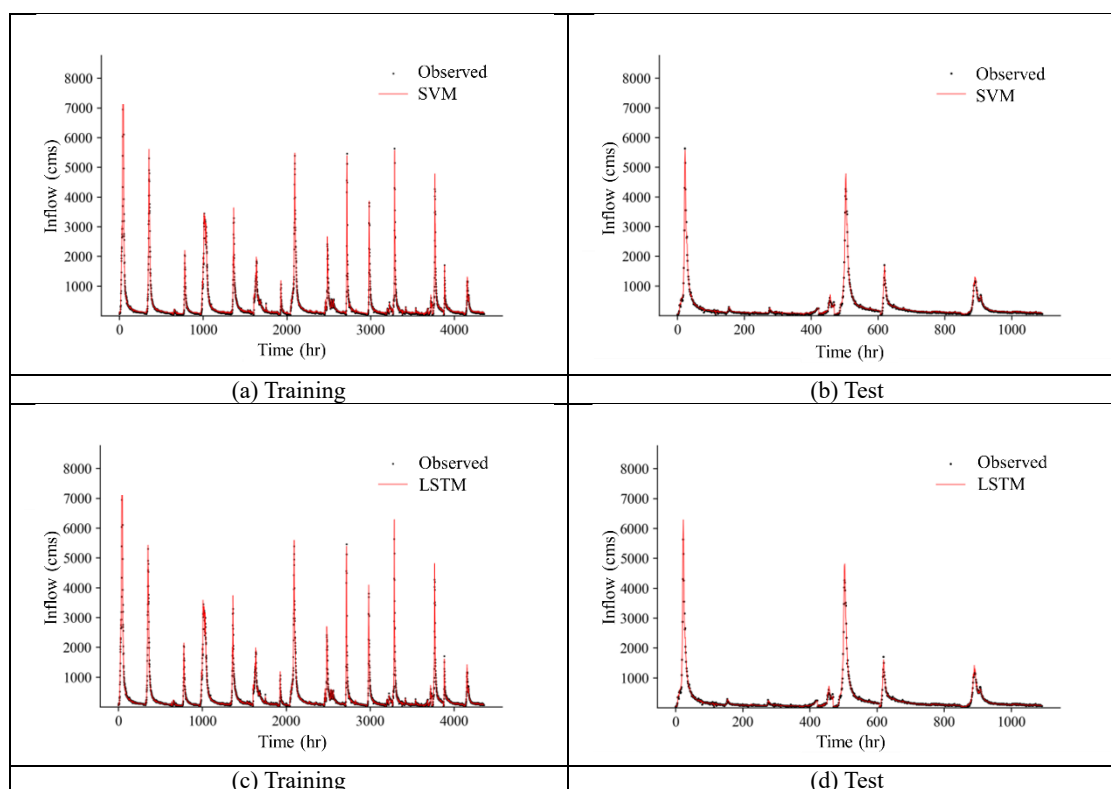 8000
7000
6000
5000
4000
3000
2000
1000
0 1000 2000 3000 4000
Inflow (cms)
Time (hr)
Observed
SVM
8000
7000
6000
5000
4000
3000
2000
1000
0 200 400 600 800 1000
Inflow (cms)
Time (hr)
Observed
SVM
(a) Training
(b) Test
8000
7000
6000
5000
4000
3000
2000
1000
0 1000 2000 3000 4000
Inflow (cms)
Time (hr)
Observed
LSTM
8000
7000
6000
5000
4000
3000
2000
1000
0 200 400 600 800 1000
Inflow (cms)
Time (hr)
Observed
LSTM
(c) Training
(d) Test